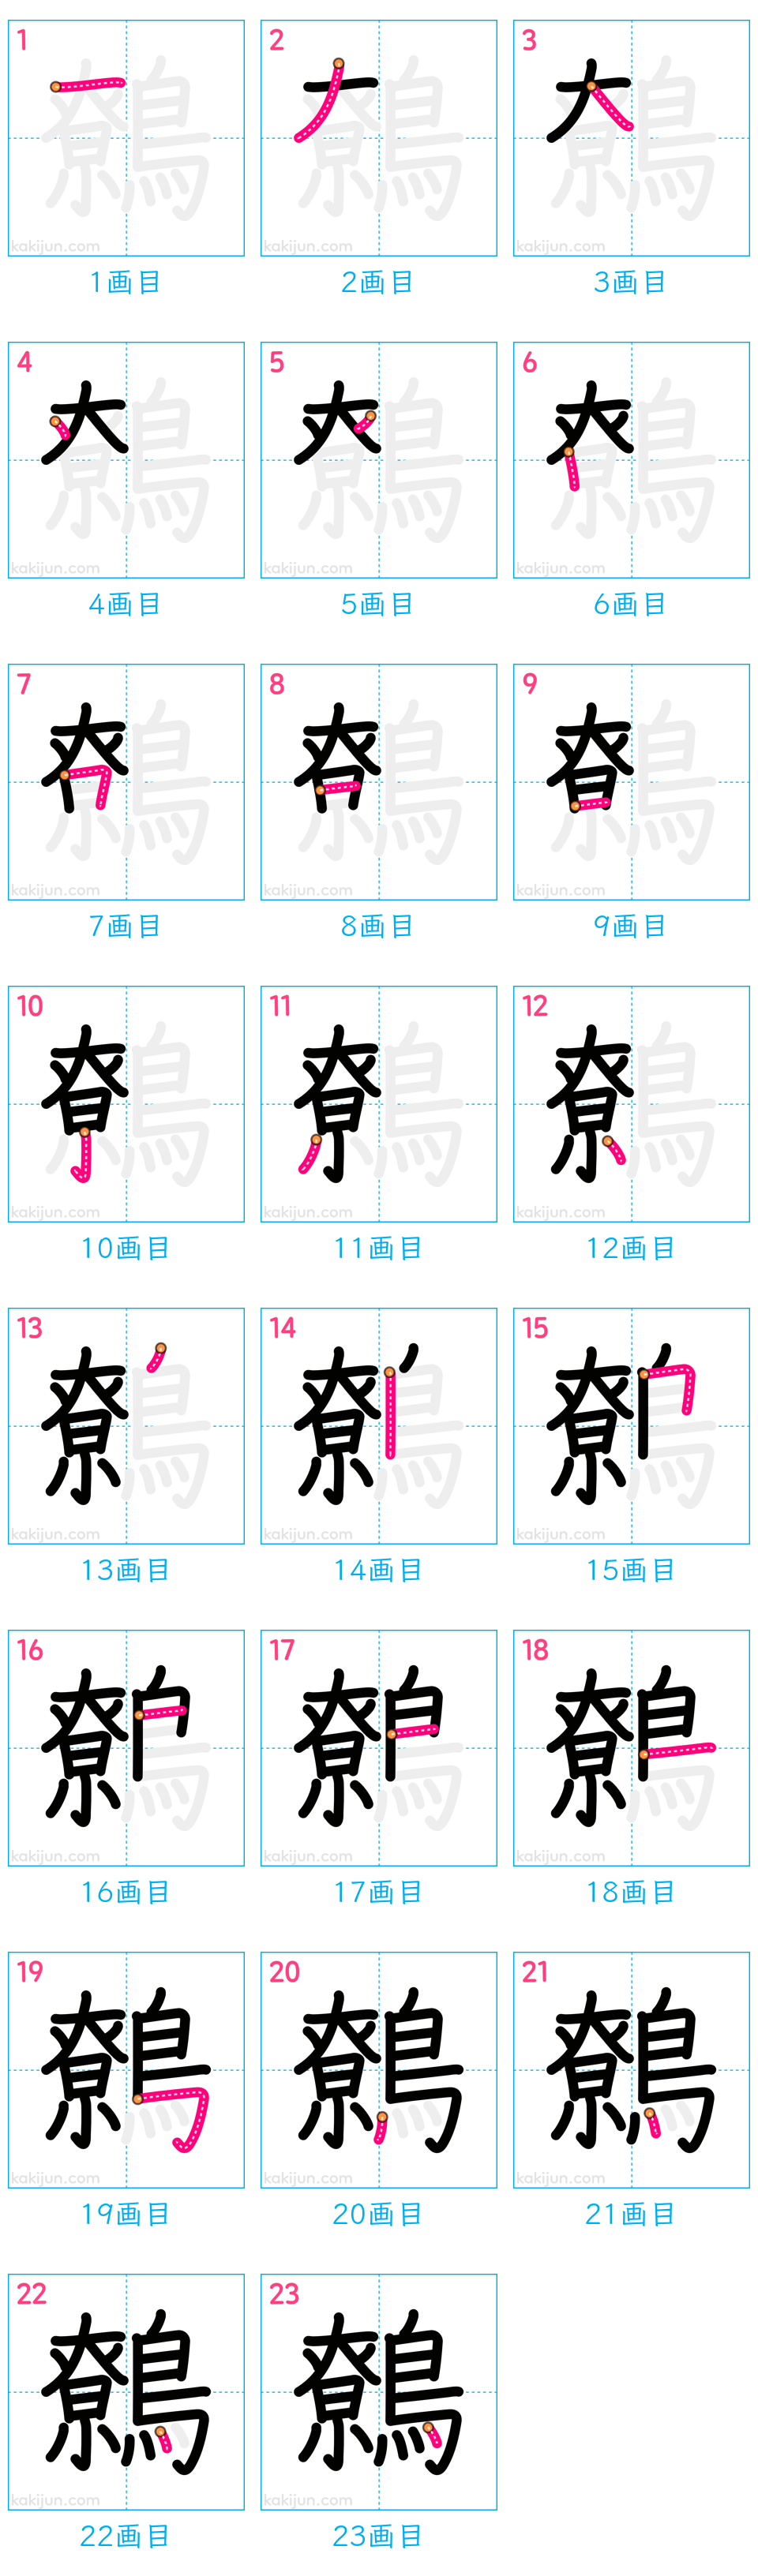 1 2 3
kakijun.com kakijun.com kakijun.com
1画目 2画目 3画目
4 5 6
kakijun.com kakijun.com kakijun.com
4画目 5画目 6画目
7 8 9
kakijun.com kakijun.com kakijun.com
7画目 8画目 9画目
10 11 12
kakijun.com kakijun.com kakijun.com
10画目 11画目 12画目
13 14 15
kakijun.com kakijun.com kakijun.com
13画目 14画目 15画目
16 17 18
kakijun.com kakijun.com kakijun.com
16画目 17画目 18画目
19 20 21
kakijun.com kakijun.com kakijun.com
19画目 20画目 21画目
22 23
鷯
kakijun.com kakijun.com
22画目 23画目